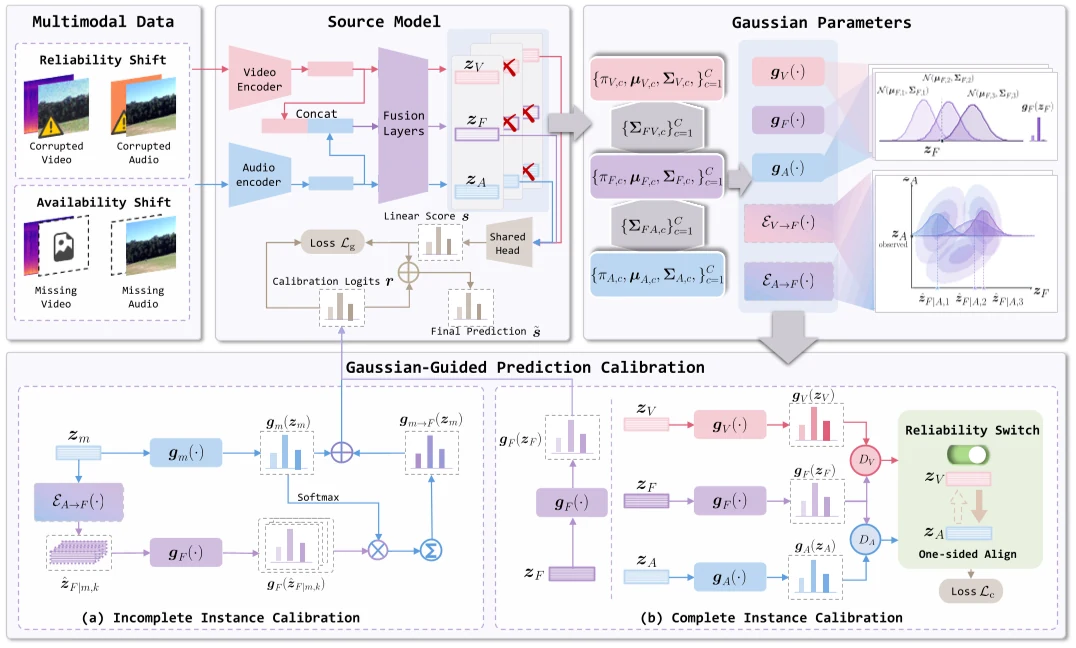 Multimodal Data
Reliability Shift
Corrupted
Video
Corrupted
Audio
Availability Shift
Missing
Video
Missing
Audio
Source Model
Video
Encoder
Concat
Audio
encoder
Fusion
Layers
z_V
z_F
z_A
Linear Score s
Loss L_g
Shared
Head
Calibration Logits r
Final Prediction s̃
Gaussian Parameters
{π_{V,c}, μ_{V,c}, Σ_{V,c}, }_{c=1}^C
{Σ_{FV,c}}_{c=1}^C
{π_{F,c}, μ_{F,c}, Σ_{F,c}, }_{c=1}^C
{Σ_{FA,c}}_{c=1}^C
{π_{A,c}, μ_{A,c}, Σ_{A,c}, }_{c=1}^C
g_V(·)
g_F(·)
g_A(·)
ℰ_{V→F}(·)
ℰ_{A→F}(·)
N(μ_{F,2}, Σ_{F,2})
N(μ_{F,1}, Σ_{F,1})
N(μ_{F,3}, Σ_{F,3})
g_F(z_F)
z_F
z_A
observed
z_F
ẑ_{F|A,1} ẑ_{F|A,2} ẑ_{F|A,3}
Gaussian-Guided Prediction Calibration
z_m
g_m(·)
g_m(z_m)
g_{m→F}(z_m)
ℰ_{A→F}(·)
Softmax
ẑ_{F|m,k}
g_F(·)
g_F(ẑ_{F|m,k})
Σ
(a) Incomplete Instance Calibration
g_F(z_F)
g_F(·)
z_F
z_V
g_V(·)
g_V(z_V)
z_F
g_F(·)
g_F(z_F)
z_A
g_A(·)
g_A(z_A)
D_V
D_A
Reliability Switch
z_V
z_A
One-sided Align
Loss L_c
(b) Complete Instance Calibration